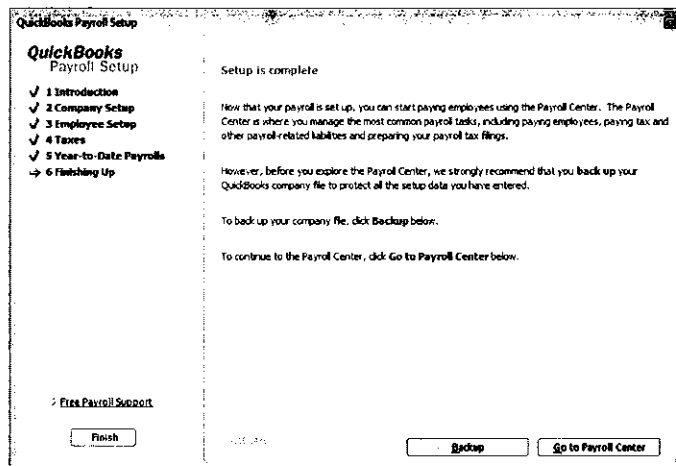 QuickBooks Payroll Setup
QuickBooks
Payroll Setup
1 Introduction
2 Company Setup
3 Employee Setup
4 Taxes
5 Year-to-Date Payrolls
6 Finishing Up
Free Payroll Support
Finish
Setup is complete
Now that your payroll is set up, you can start paying employees using the Payroll Center. The Payroll
Center is where you manage the most common payroll tasks, including paying employees, paying tax and
other payroll-related liabilities and preparing your payroll tax filings.
However, before you explore the Payroll Center, we strongly recommend that you back up your
QuickBooks company file to protect all the setup data you have entered.
To back up your company file, click Backup below.
To continue to the Payroll Center, click Go to Payroll Center below.
Backup
Go to Payroll Center